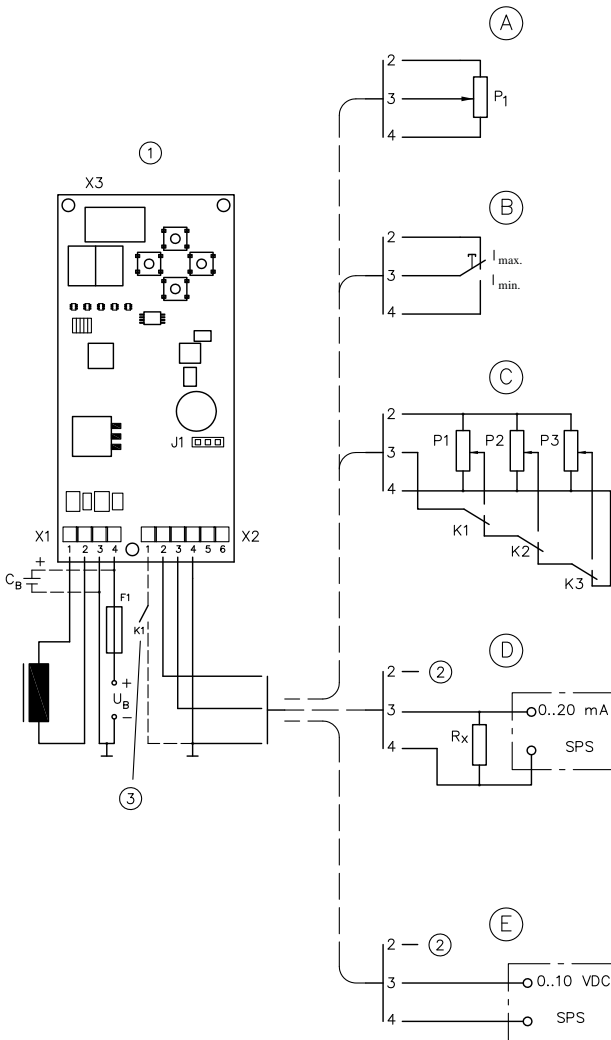 A
2
3
P1
4
1
X3
B
2
3
Imax.
Imin.
4
C
2
P1 P2 P3
3
4
K1
K2
K3
J1
X1 X2
1 2 3 4 1 2 3 4 5 6
+
CB
F1
K1
+
UB
-
3
D
2 — 2
3
0..20 mA
Rx
SPS
4
E
2 — 2
3
0..10 VDC
4
SPS